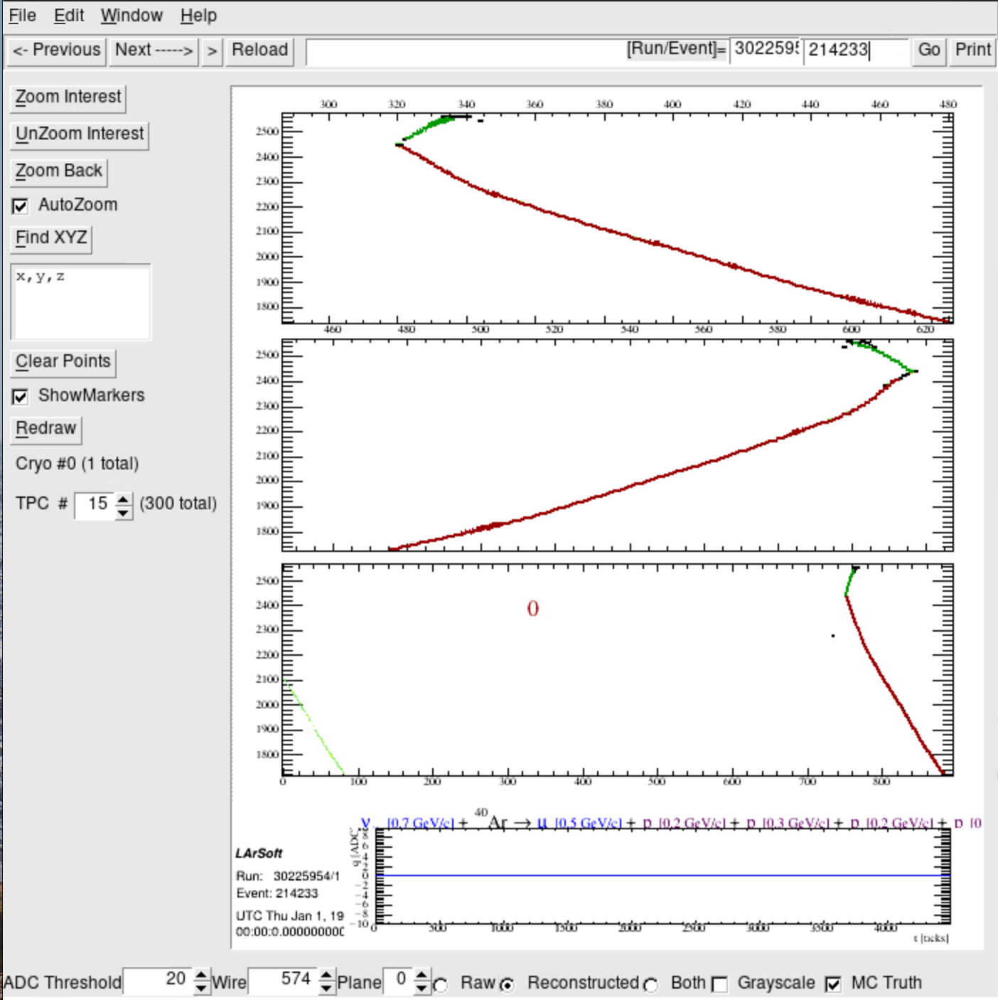 File Edit Window Help
<- Previous Next -----> > Reload [Run/Event]= 3022595 214233 Go Print
Zoom Interest
UnZoom Interest
Zoom Back
AutoZoom
Find XYZ
x,y,z
Clear Points
ShowMarkers
Redraw
Cryo #0 (1 total)
TPC # 15 (300 total)
300 320 340 360 380 400 420 440 460 480
2500
2400
2300
2200
2100
2000
1900
1800
460 480 500 520 540 560 580 600 620
2500
2400
2300
2200
2100
2000
1900
1800
2500
2400
2300
2200
2100
2000
1900
1800
0
0 100 200 300 400 500 600 700 800
ν [0.7 GeV/c] + 40Ar → μ [0.5 GeV/c] + p [0.2 GeV/c] + p [0.3 GeV/c] + p [0.2 GeV/c] + p [0
q [ADC]
8
6
4
2
0
−2
−4
−6
−8
−10
0 500 1000 1500 2000 2500 3000 3500 4000
t [ticks]
LArSoft
Run: 30225954/1
Event: 214233
UTC Thu Jan 1, 19
00:00:0.000000000
ADC Threshold 20 Wire 574 Plane 0 Raw Reconstructed Both Grayscale MC Truth